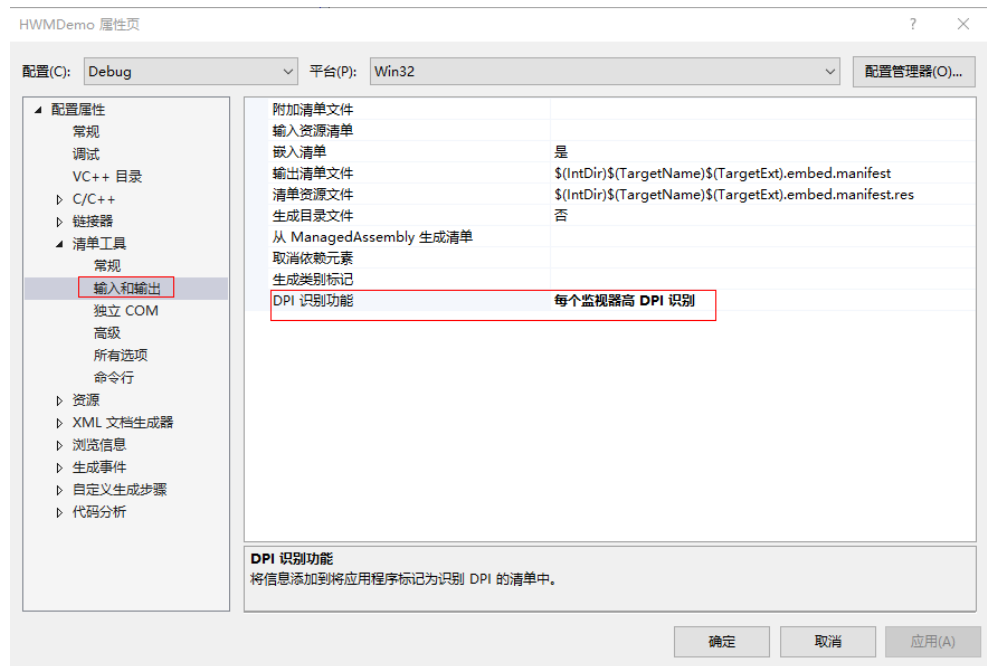 HWMDemo 属性页
?
配置(C): Debug 平台(P): Win32 配置管理器(O)...
配置属性
常规
调试
VC++ 目录
C/C++
链接器
清单工具
常规
输入和输出
独立 COM
高级
所有选项
命令行
资源
XML 文档生成器
浏览信息
生成事件
自定义生成步骤
代码分析
附加清单文件
输入资源清单
嵌入清单 是
输出清单文件 $(IntDir)$(TargetName)$(TargetExt).embed.manifest
清单资源文件 $(IntDir)$(TargetName)$(TargetExt).embed.manifest.res
生成目录文件 否
从 ManagedAssembly 生成清单
取消依赖元素
生成类别标记
DPI 识别功能 每个监视器高 DPI 识别
DPI 识别功能
将信息添加到将应用程序标记为识别 DPI 的清单中。
确定 取消 应用(A)